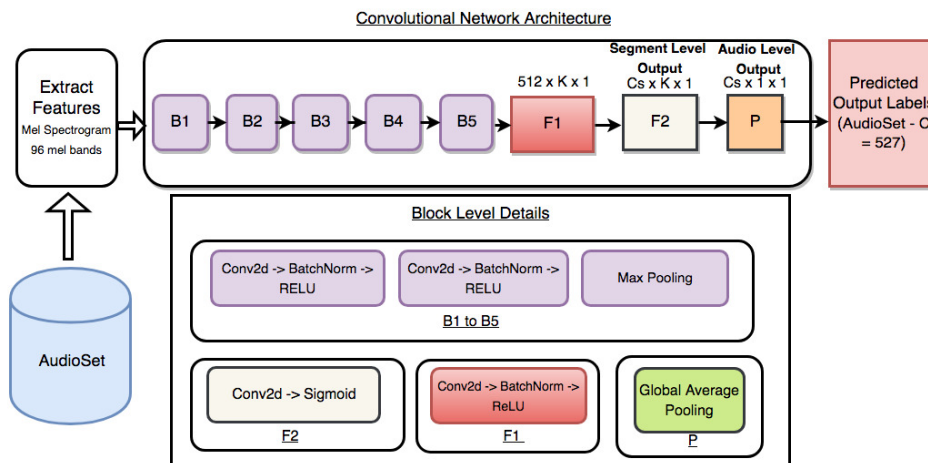 Convolutional Network Architecture
Extract
Features
Mel Spectrogram
96 mel bands
B1
B2
B3
B4
B5
512 x K x 1
F1
Segment Level
Output
Cs x K x 1
F2
Audio Level
Output
Cs x 1 x 1
P
Predicted
Output Labels
(AudioSet - C
= 527)
AudioSet
Block Level Details
Conv2d -> BatchNorm ->
RELU
Conv2d -> BatchNorm ->
RELU
Max Pooling
B1 to B5
Conv2d -> Sigmoid
F2
Conv2d -> BatchNorm ->
ReLU
F1
Global Average
Pooling
P